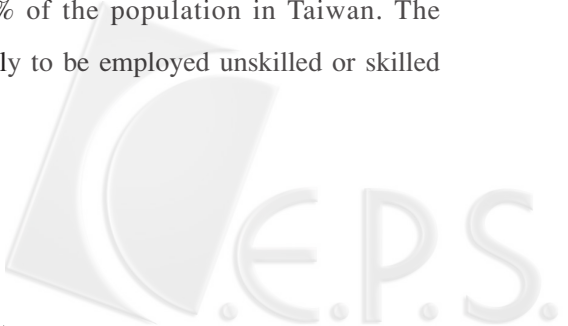 % of the population in Taiwan. The
ly to be employed unskilled or skilled
C.E.P.S.